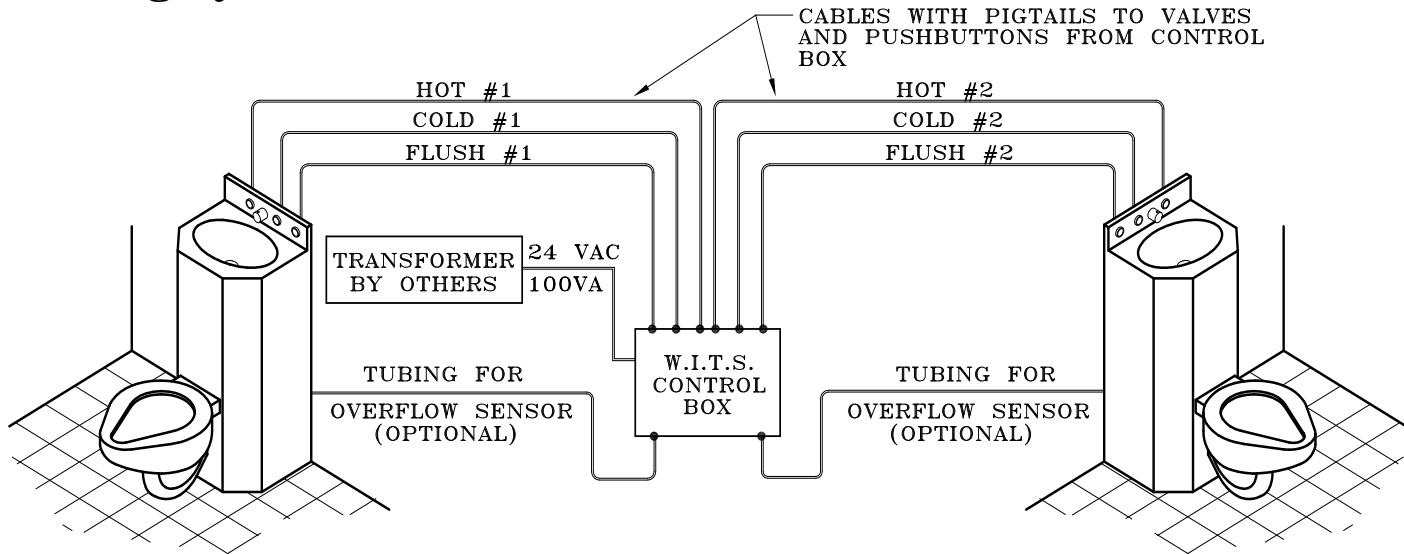 CABLES WITH PIGTAILS TO VALVES
AND PUSHBUTTONS FROM CONTROL
BOX
HOT #1
HOT #2
COLD #1
COLD #2
FLUSH #1
FLUSH #2
TRANSFORMER
BY OTHERS
24 VAC
100VA
W.I.T.S.
CONTROL
BOX
TUBING FOR
OVERFLOW SENSOR
(OPTIONAL)
TUBING FOR
OVERFLOW SENSOR
(OPTIONAL)